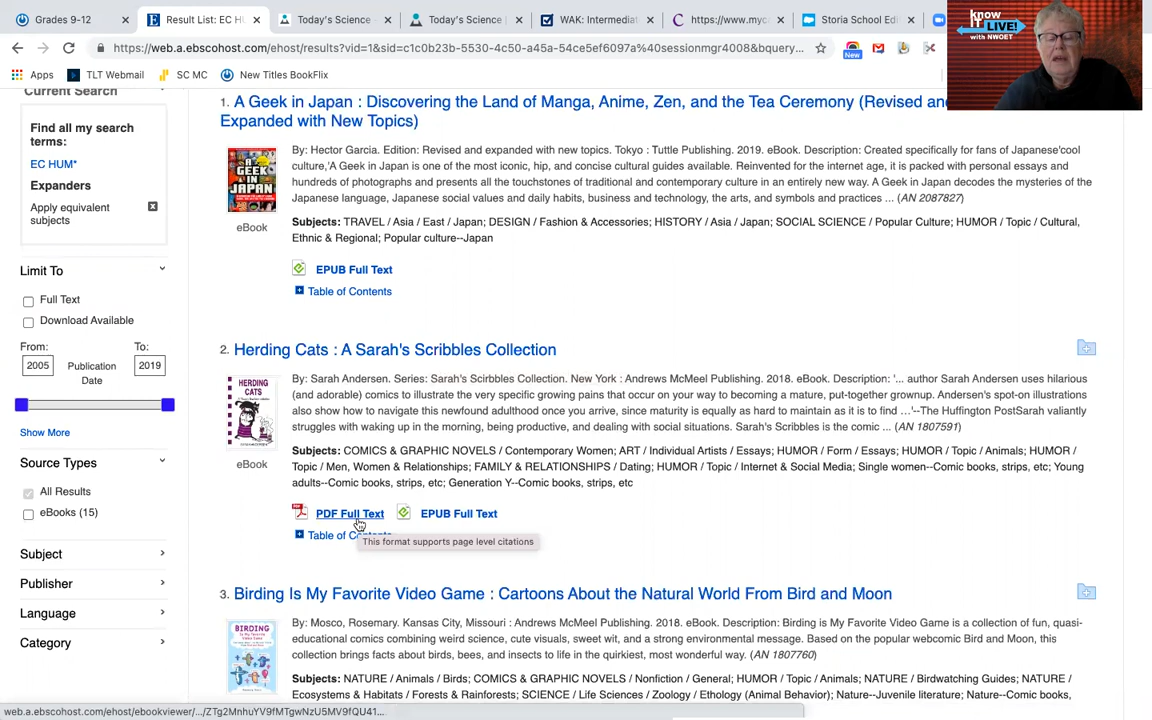 Grades 9-12
Result List: EC HU
Today's Science -
Today's Science
WAK: Intermedia
https://www.myc
Storia School Edi
https://web.a.ebscohost.com/ehost/results?vid=1&sid=c1c0b23b-5530-4c50-a45a-54ce5ef6097a%40sessionmgr4008&bquery...
New
Apps
TLT Webmail
SC MC
New Titles BookFlix
know
iT LIVE!
with NWOET
Current Search
Find all my search
terms:
EC HUM*
Expanders
Apply equivalent
subjects
Limit To
Full Text
Download Available
From:
To:
2005
Publication
Date
2019
Show More
Source Types
All Results
eBooks (15)
Subject
Publisher
Language
Category
1. A Geek in Japan : Discovering the Land of Manga, Anime, Zen, and the Tea Ceremony (Revised and
Expanded with New Topics)
A GEEK
IN JAPAN
eBook
By: Hector Garcia. Edition: Revised and expanded with new topics. Tokyo : Tuttle Publishing. 2019. eBook. Description: Created specifically for fans of Japanese'cool
culture,'A Geek in Japan is one of the most iconic, hip, and concise cultural guides available. Reinvented for the internet age, it is packed with personal essays and
hundreds of photographs and presents all the touchstones of traditional and contemporary culture in an entirely new way. A Geek in Japan decodes the mysteries of the
Japanese language, Japanese social values and daily habits, business and technology, the arts, and symbols and practices ... (AN 2087827)
Subjects: TRAVEL / Asia / East / Japan; DESIGN / Fashion & Accessories; HISTORY / Asia / Japan; SOCIAL SCIENCE / Popular Culture; HUMOR / Topic / Cultural,
Ethnic & Regional; Popular culture--Japan
EPUB Full Text
Table of Contents
2. Herding Cats : A Sarah's Scribbles Collection
HERDING
CATS
eBook
By: Sarah Andersen. Series: Sarah's Scirbbles Collection. New York : Andrews McMeel Publishing. 2018. eBook. Description: '... author Sarah Andersen uses hilarious
(and adorable) comics to illustrate the very specific growing pains that occur on your way to becoming a mature, put-together grownup. Andersen's spot-on illustrations
also show how to navigate this newfound adulthood once you arrive, since maturity is equally as hard to maintain as it is to find ...'--The Huffington PostSarah valiantly
struggles with waking up in the morning, being productive, and dealing with social situations. Sarah's Scribbles is the comic ... (AN 1807591)
Subjects: COMICS & GRAPHIC NOVELS / Contemporary Women; ART / Individual Artists / Essays; HUMOR / Form / Essays; HUMOR / Topic / Animals; HUMOR /
Topic / Men, Women & Relationships; FAMILY & RELATIONSHIPS / Dating; HUMOR / Topic / Internet & Social Media; Single women--Comic books, strips, etc; Young
adults--Comic books, strips, etc; Generation Y--Comic books, strips, etc
PDF Full Text
EPUB Full Text
Table of Contents
This format supports page level citations
3. Birding Is My Favorite Video Game : Cartoons About the Natural World From Bird and Moon
BIRDING
By: Mosco, Rosemary. Kansas City, Missouri : Andrews McMeel Publishing. 2018. eBook. Description: Birding is My Favorite Video Game is a collection of fun, quasi-
educational comics combining weird science, cute visuals, sweet wit, and a strong environmental message. Based on the popular webcomic Bird and Moon, this
collection brings facts about birds, bees, and insects to life in the quirkiest, most wonderful way. (AN 1807760)
Subjects: NATURE / Animals / Birds; COMICS & GRAPHIC NOVELS / Nonfiction / General; HUMOR / Topic / Animals; NATURE / Birdwatching Guides; NATURE /
Ecosystems & Habitats / Forests & Rainforests; SCIENCE / Life Sciences / Zoology / Ethology (Animal Behavior); Nature--Juvenile literature; Nature--Comic books,
web.a.ebscohost.com/ehost/ebookviewer/.../ZTg2MnhuYV9fMTgwNzU5MV9fQU41...